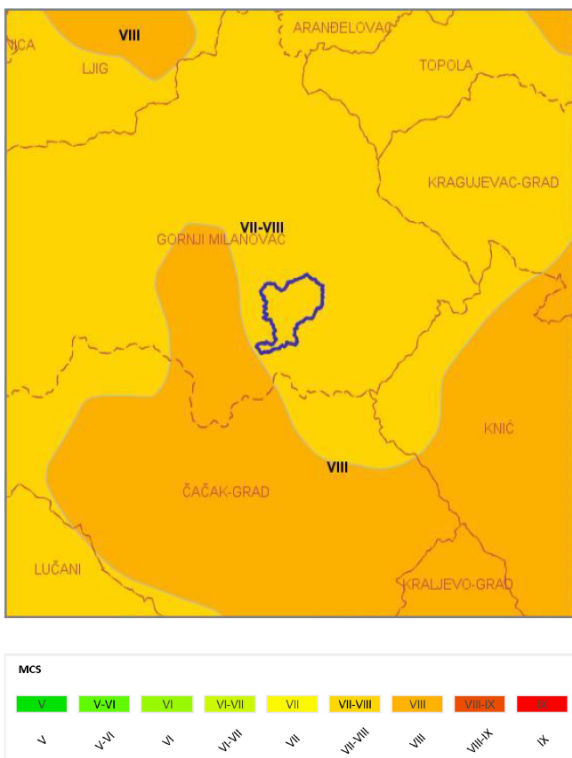 VIII
ARANĐELOVAC
NICA
LJIG
TOPOLA
KRAGUJEVAC-GRAD
VII-VIII
GORNJI MILANOVAC
KNIĆ
VIII
ČAČAK-GRAD
LUČANI
KRALJEVO-GRAD
MCS
V V-VI VI VI-VII VII VII-VIII VIII VIII-IX IX
V V-VI VI VI-VII VII VII-VIII VIII VIII-IX IX